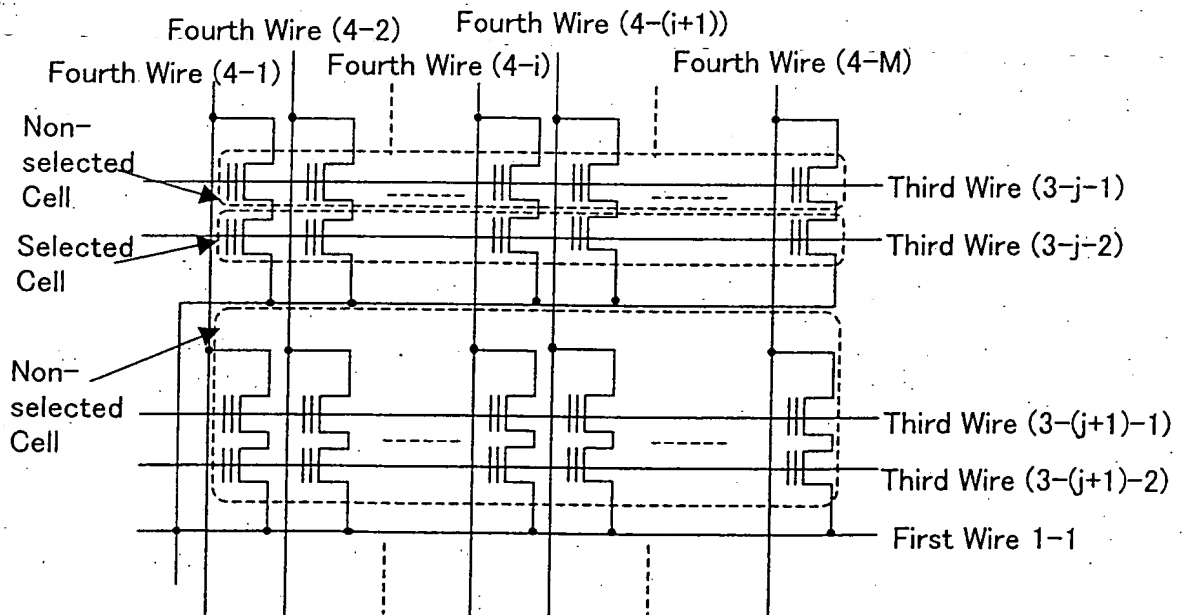 Fourth Wire (4-2)
Fourth Wire (4-(i+1))
Fourth Wire (4-1)
Fourth Wire (4-i)
Fourth Wire (4-M)
Non-
selected
Cell
Third Wire (3-j-1)
Selected
Cell
Third Wire (3-j-2)
Non-
selected
Cell
Third Wire (3-(j+1)-1)
Third Wire (3-(j+1)-2)
First Wire 1-1